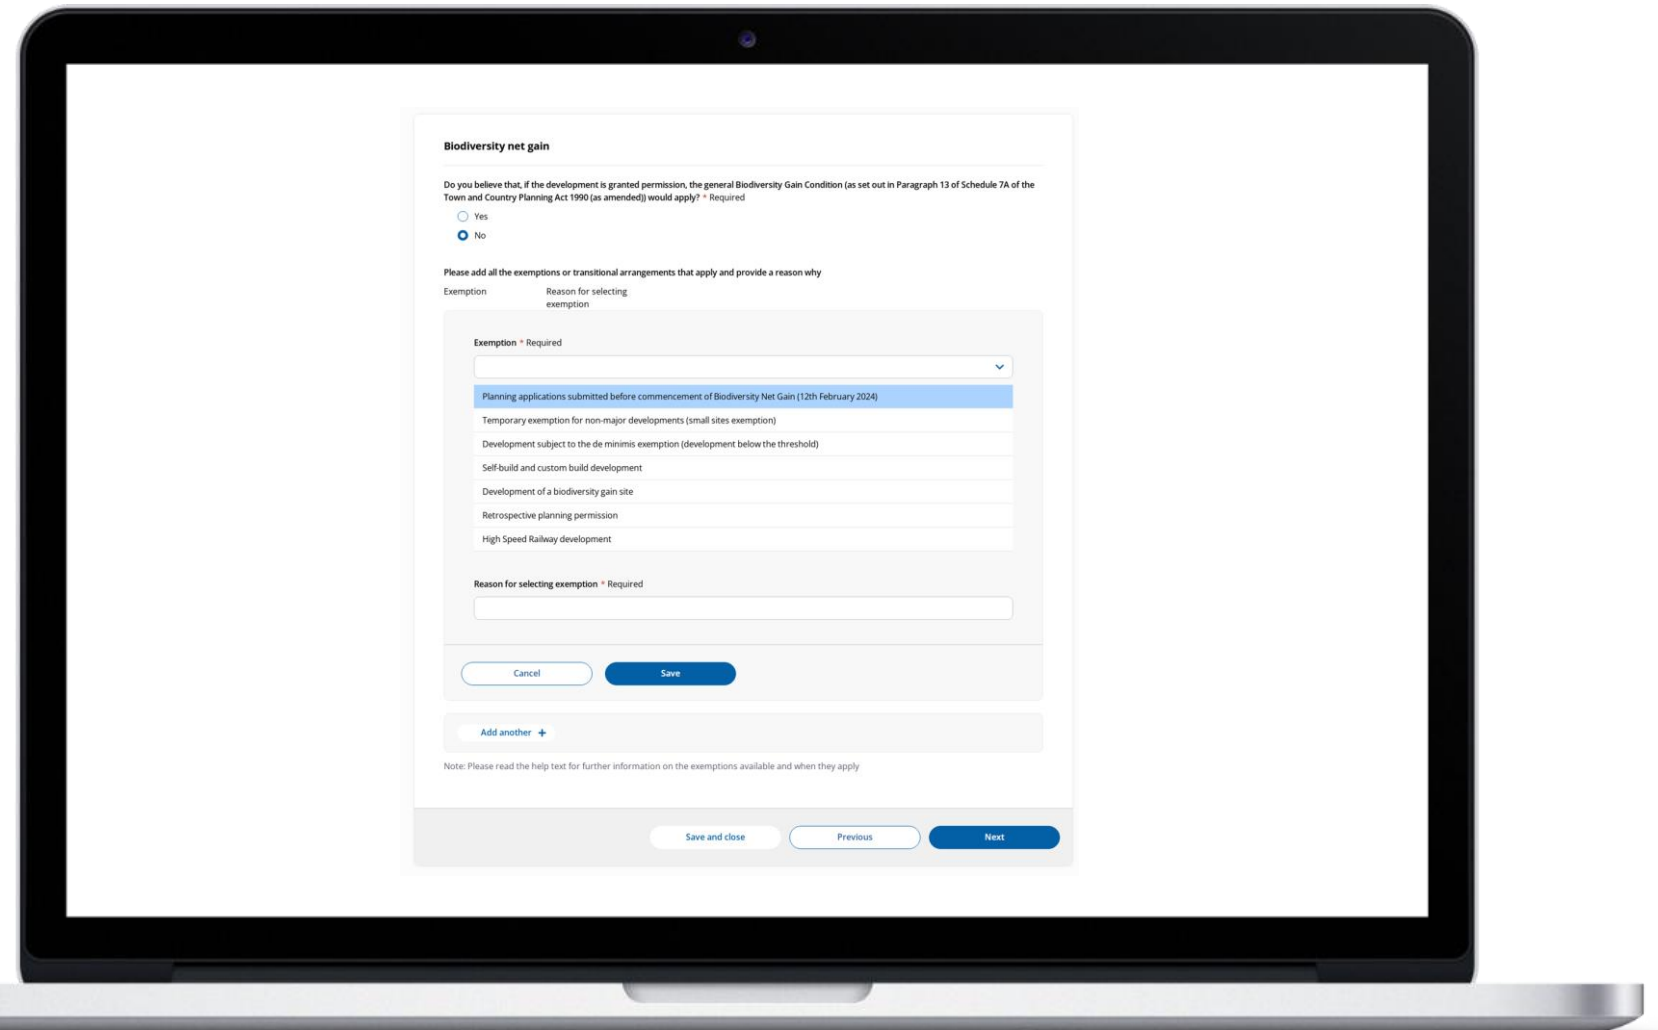 Biodiversity net gain
Do you believe that, if the development is granted permission, the general Biodiversity Gain Condition (as set out in Paragraph 13 of Schedule 7A of the
Town and Country Planning Act 1990 (as amended)) would apply? * Required
Yes
No
Please add all the exemptions or transitional arrangements that apply and provide a reason why
Exemption Reason for selecting
exemption
Exemption * Required
Planning applications submitted before commencement of Biodiversity Net Gain (12th February 2024)
Temporary exemption for non-major developments (small sites exemption)
Development subject to the de minimis exemption (development below the threshold)
Self-build and custom build development
Development of a biodiversity gain site
Retrospective planning permission
High Speed Railway development
Reason for selecting exemption * Required
Cancel Save
Add another +
Note: Please read the help text for further information on the exemptions available and when they apply
Save and close Previous Next